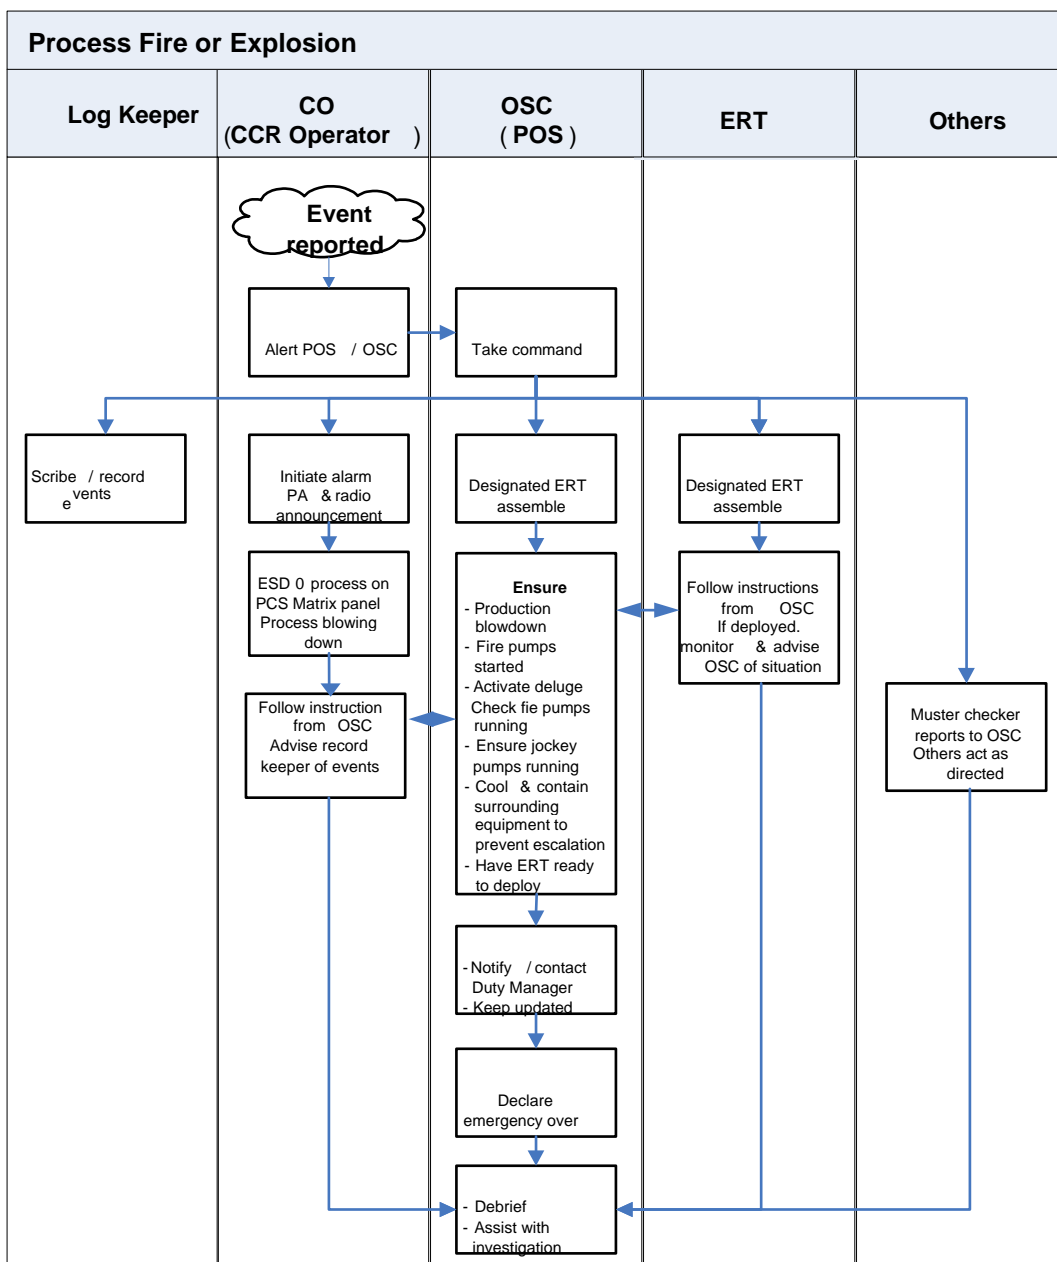 Process Fire or Explosion
Log Keeper
CO
(CCR Operator )
OSC
( POS )
ERT
Others
Event
reported
Alert POS / OSC
Take command
Scribe / record
events
Initiate alarm
PA & radio
announcement
Designated ERT
assemble
Designated ERT
assemble
ESD 0 process on
PCS Matrix panel
Process blowing
down
Ensure
- Production
blowdown
- Fire pumps
started
- Activate deluge
Check fie pumps
running
- Ensure jockey
pumps running
- Cool & contain
surrounding
equipment to
prevent escalation
- Have ERT ready
to deploy
Follow instructions
from OSC
If deployed.
monitor & advise
OSC of situation
Follow instruction
from OSC
Advise record
keeper of events
Muster checker
reports to OSC
Others act as
directed
- Notify / contact
Duty Manager
- Keep updated
Declare
emergency over
- Debrief
- Assist with
investigation